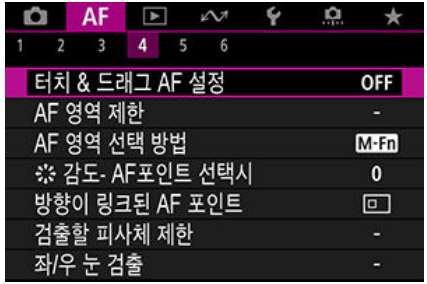 AF
1 2 3 4 5 6
터치 & 드래그 AF 설정 OFF
AF 영역 제한 -
AF 영역 선택 방법 M-Fn
감도- AF포인트 선택시 0
방향이 링크된 AF 포인트
검출할 피사체 제한 -
좌/우 눈 검출 -